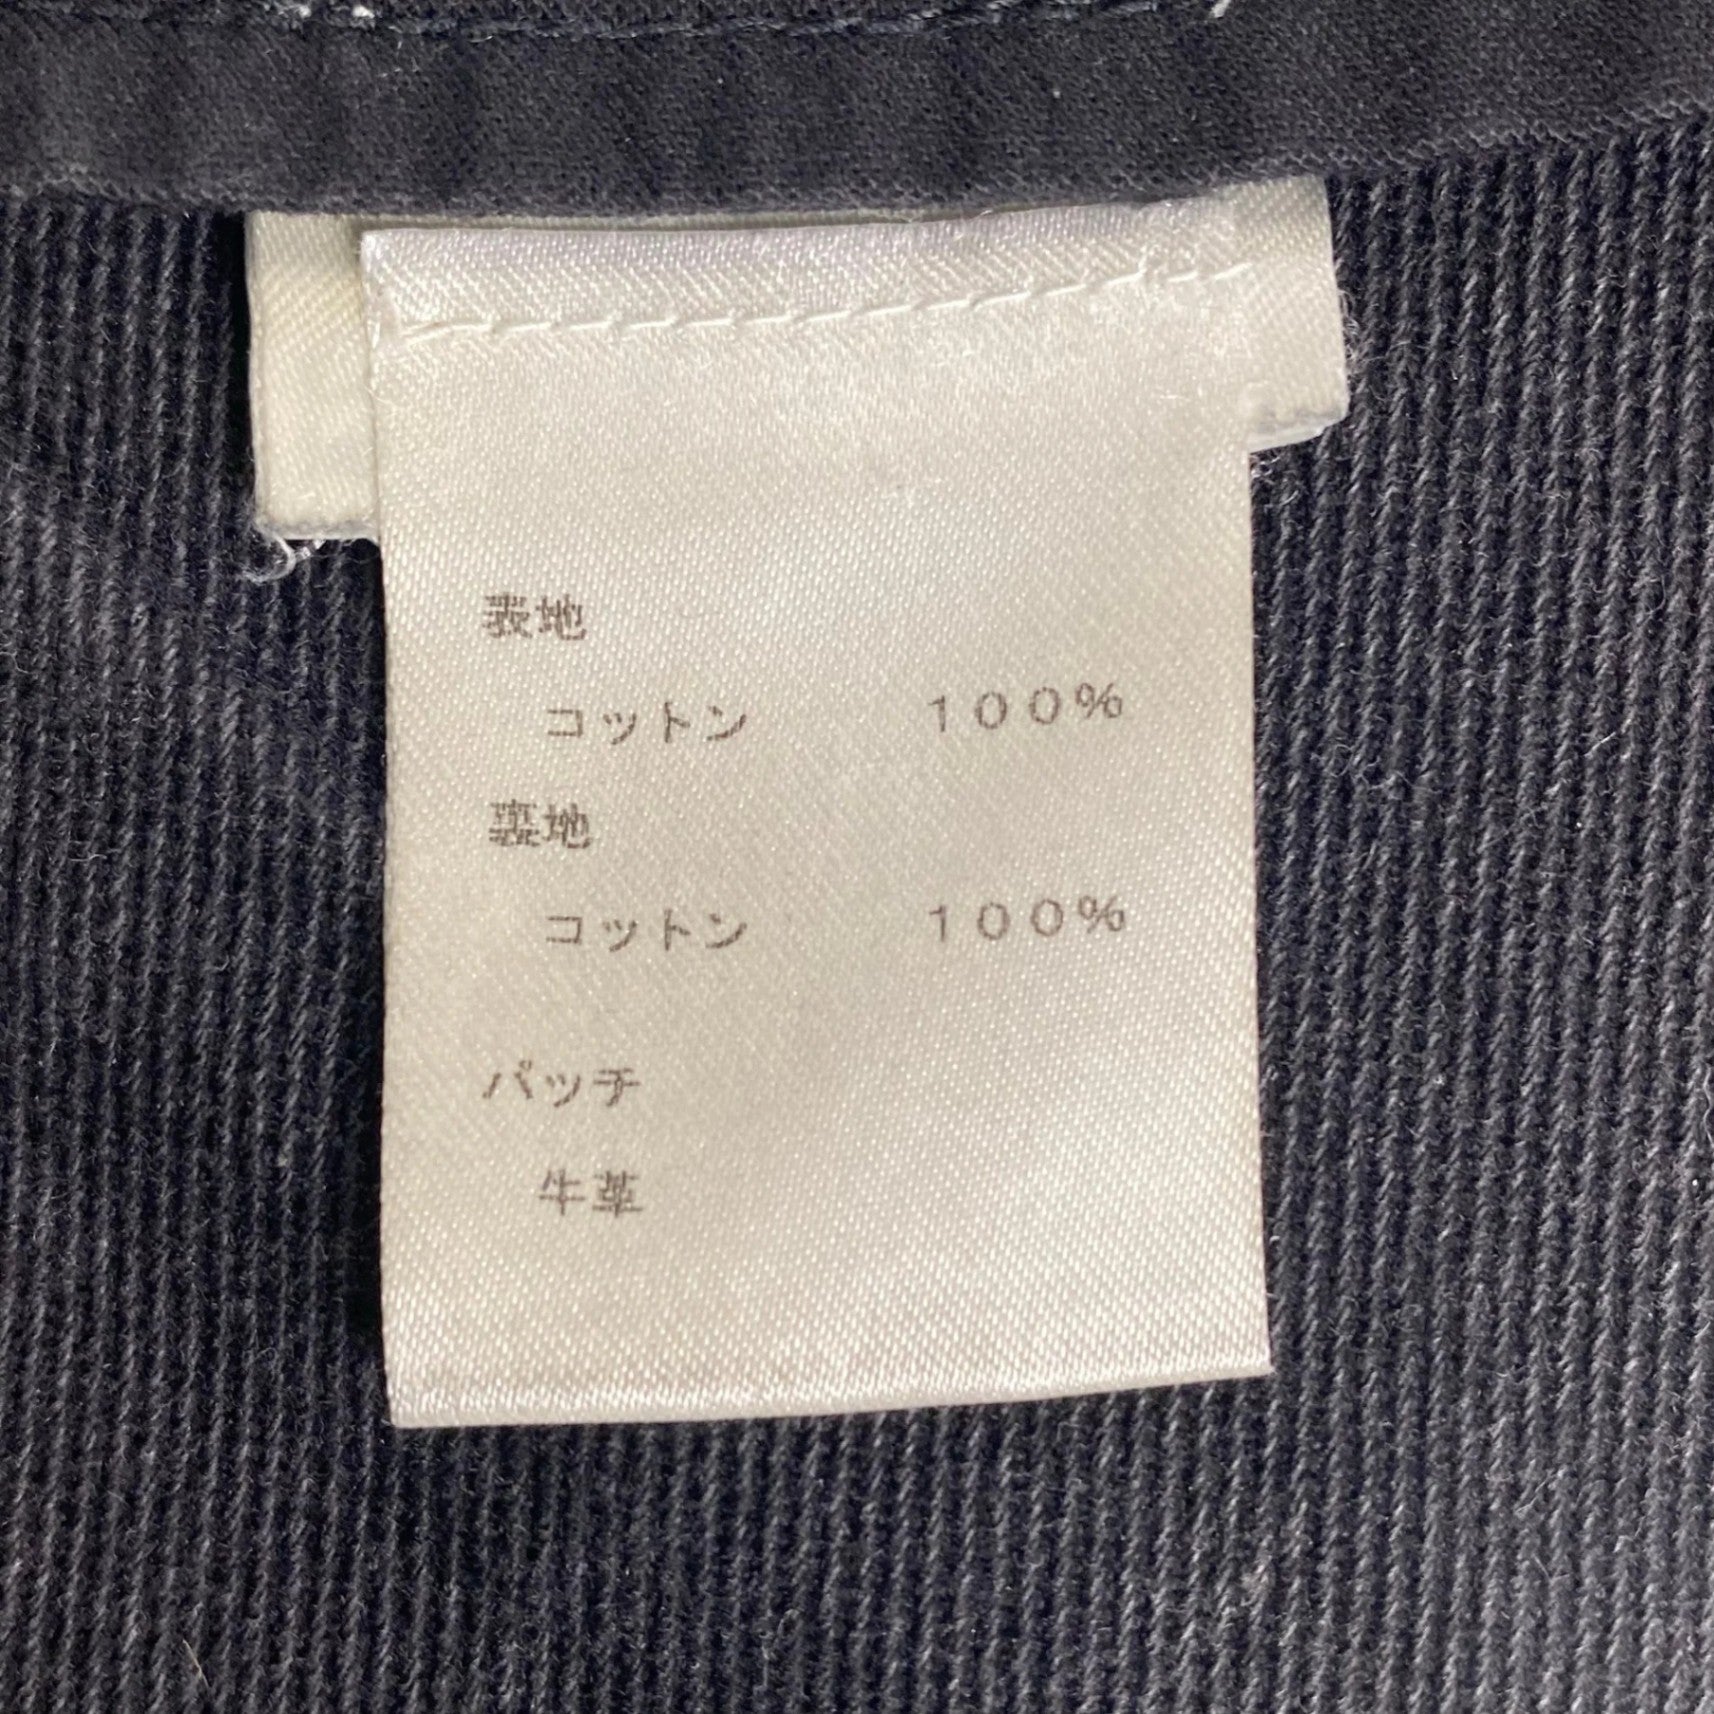 表地
コットン １００％
裏地
コットン １００％
パッチ
牛革